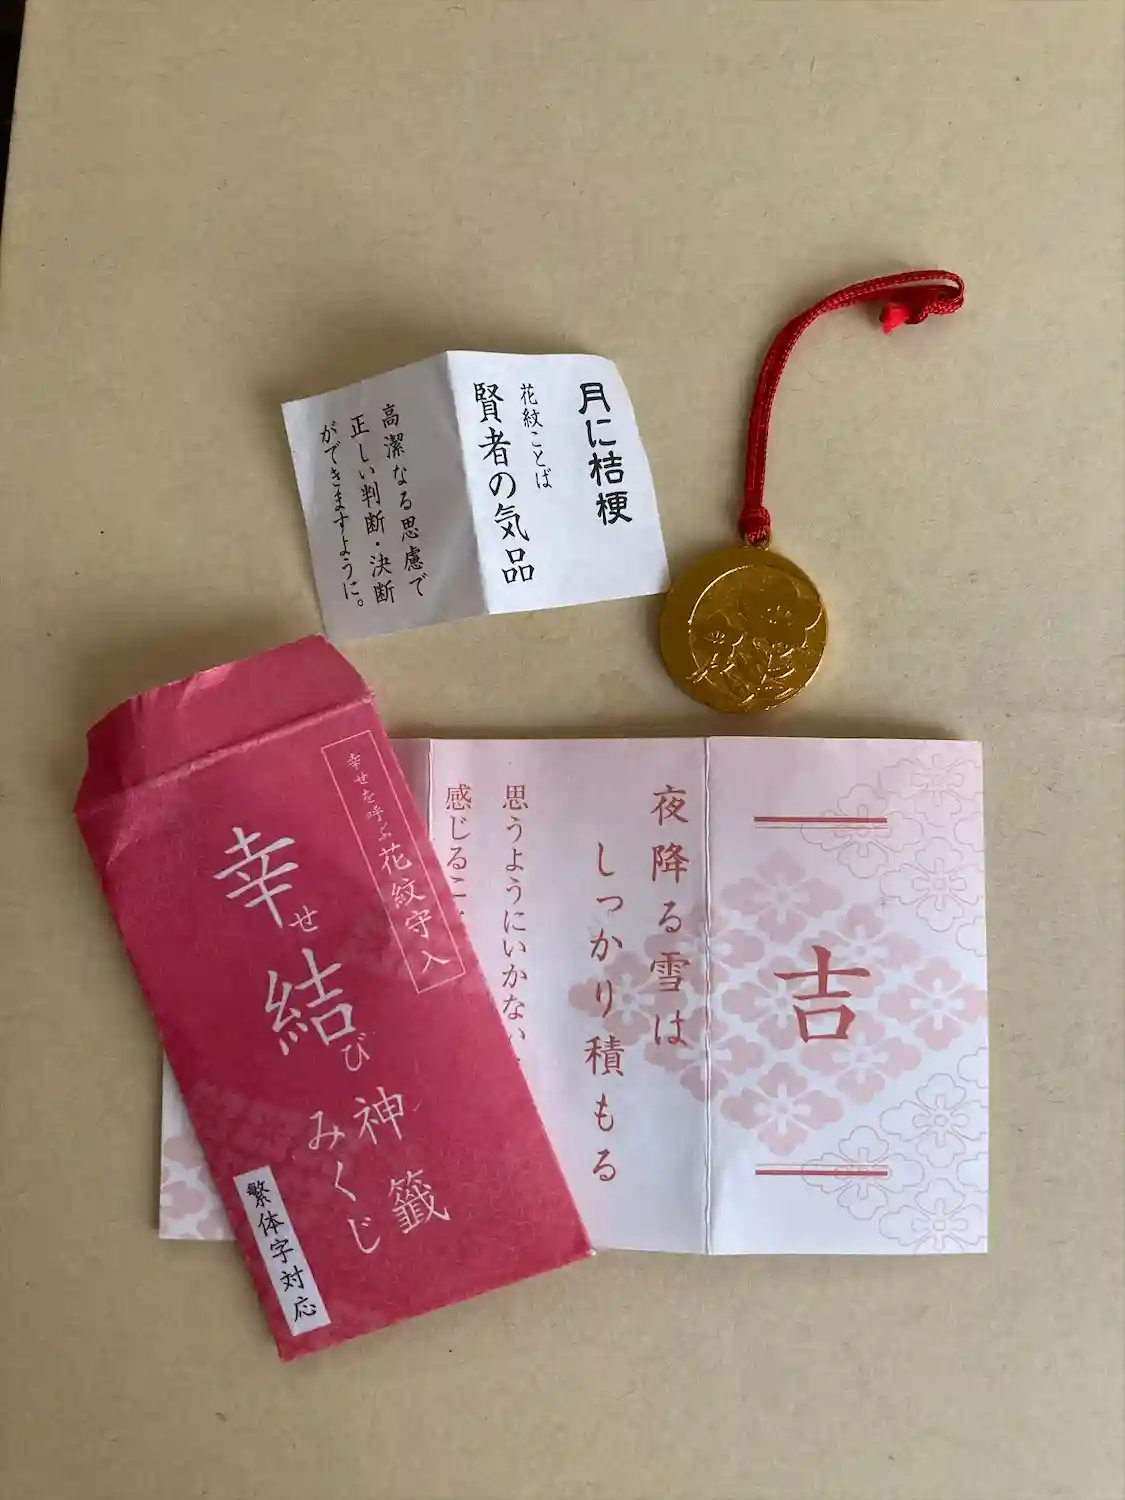 月に桔梗
花紋ことば
賢者の気品
高潔なる思慮で
正しい判断・決断
ができますように。
幸せを呼ぶ花紋守入
幸せ結び
神籤
みくじ
繁体字対応
吉
夜降る雪は
しっかり積もる
思うようにいかない
感じるこ